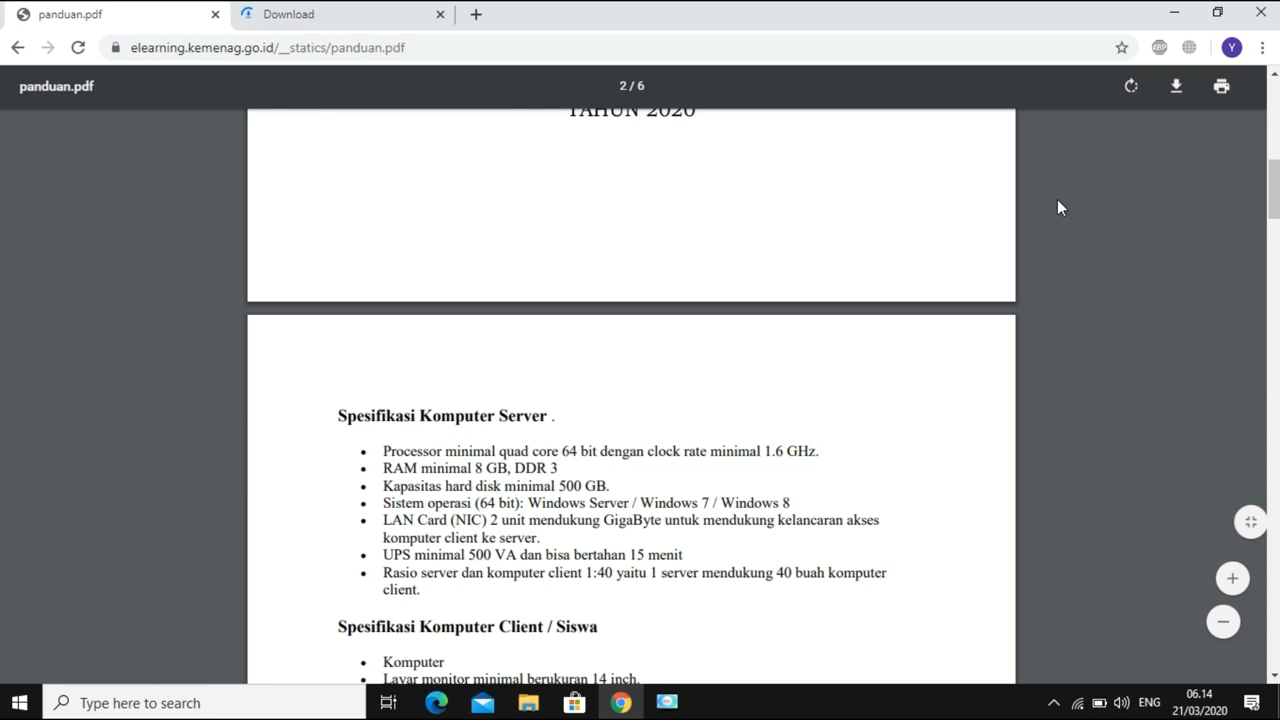 panduan.pdf
Download
elearning.kemenag.go.id/__statics/panduan.pdf
ABP
Y
panduan.pdf
2 / 6
TAHUN 2020
Spesifikasi Komputer Server .
• Processor minimal quad core 64 bit dengan clock rate minimal 1.6 GHz.
• RAM minimal 8 GB, DDR 3
• Kapasitas hard disk minimal 500 GB.
• Sistem operasi (64 bit): Windows Server / Windows 7 / Windows 8
• LAN Card (NIC) 2 unit mendukung GigaByte untuk mendukung kelancaran akses
komputer client ke server.
• UPS minimal 500 VA dan bisa bertahan 15 menit
• Rasio server dan komputer client 1:40 yaitu 1 server mendukung 40 buah komputer
client.
Spesifikasi Komputer Client / Siswa
• Komputer
• Layar monitor minimal berukuran 14 inch.
Type here to search
ENG
06.14
21/03/2020